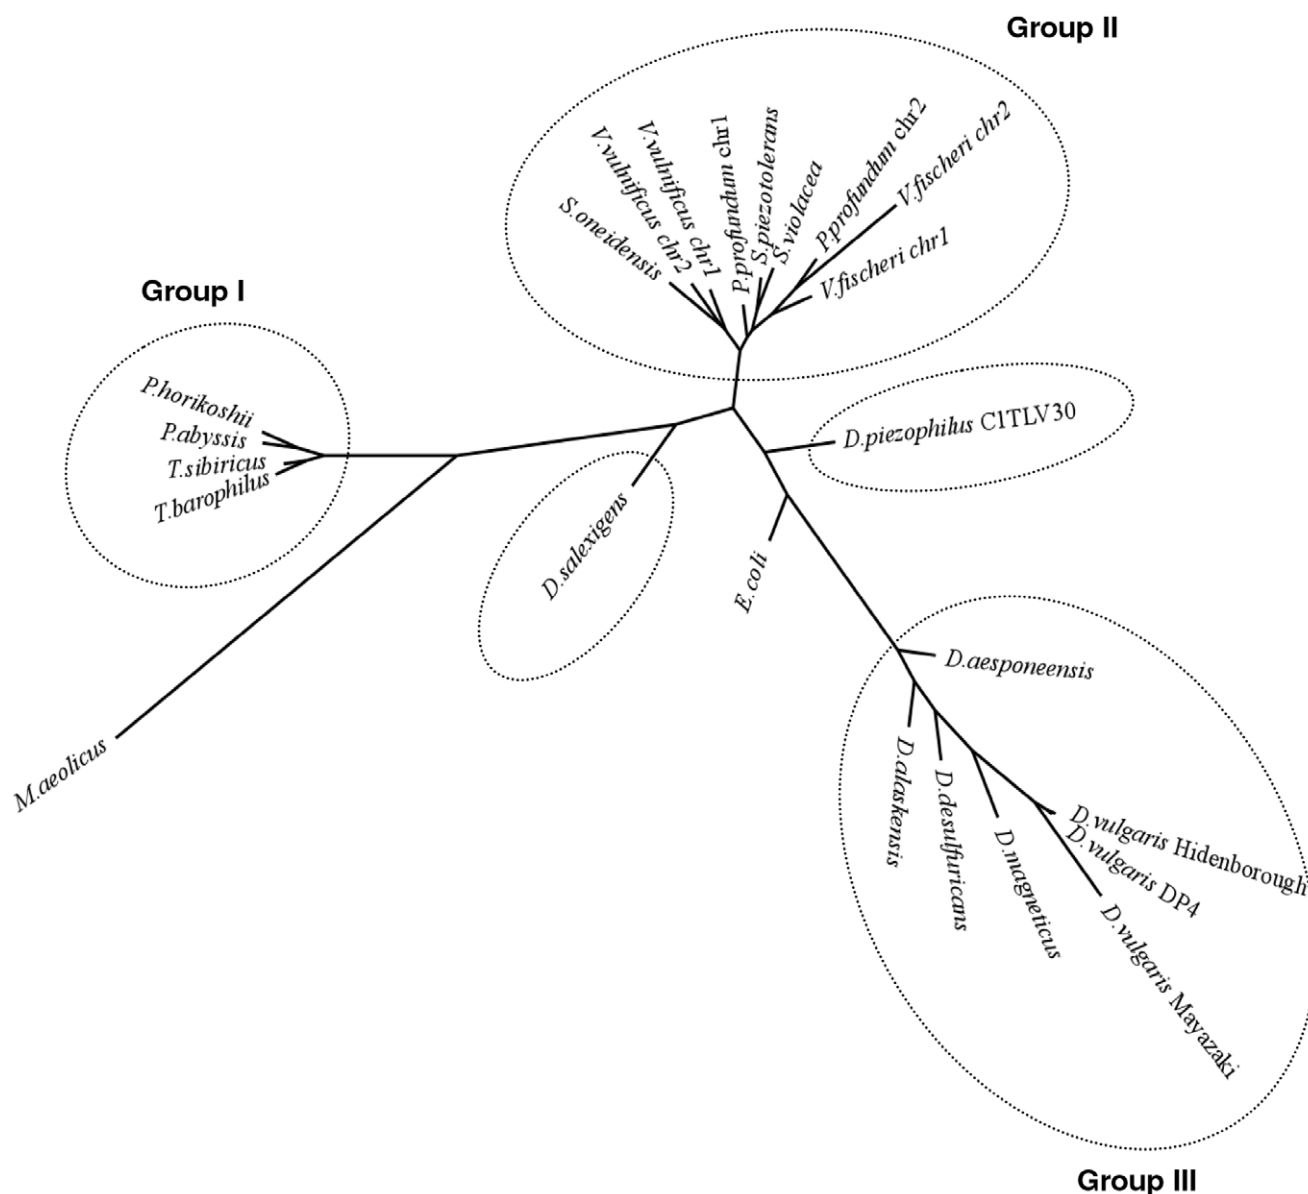 Group II
V.vulnificus chr2
V.vulnificus chr1
P.profundum chr1
S.piezotolerans
S.violacea
P.profundum chr2
V.fischeri chr2
S.oneidensis
V.fischeri chr1
Group I
P.horikoshii
P.abyssis
T.sibiricus
T.barophilus
D.piezophilus C1TLV30
D.salexigens
E.coli
D.aesponeensis
M.aeolicus
D.alaskensis
D.desulfuricans
D.magneticus
D.vulgaris Hidenborough
D.vulgaris DP4
D.vulgaris Mayazaki
Group III